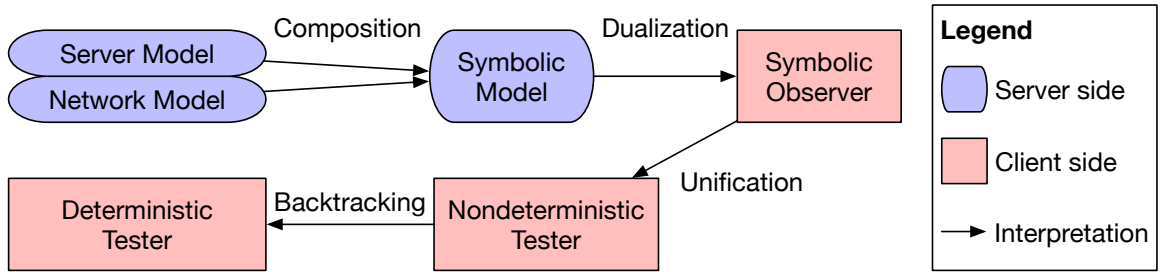 Server Model
Network Model
Composition
Symbolic
Model
Dualization
Symbolic
Observer
Unification
Nondeterministic
Tester
Backtracking
Deterministic
Tester
Legend
Server side
Client side
Interpretation